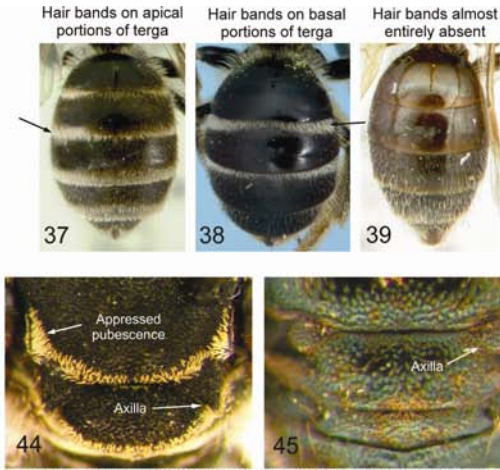 Hair bands on apical
portions of terga
Hair bands on basal
portions of terga
Hair bands almost
entirely absent
37
38
39
Appressed
pubescence
Axilla
Axilla
44
45